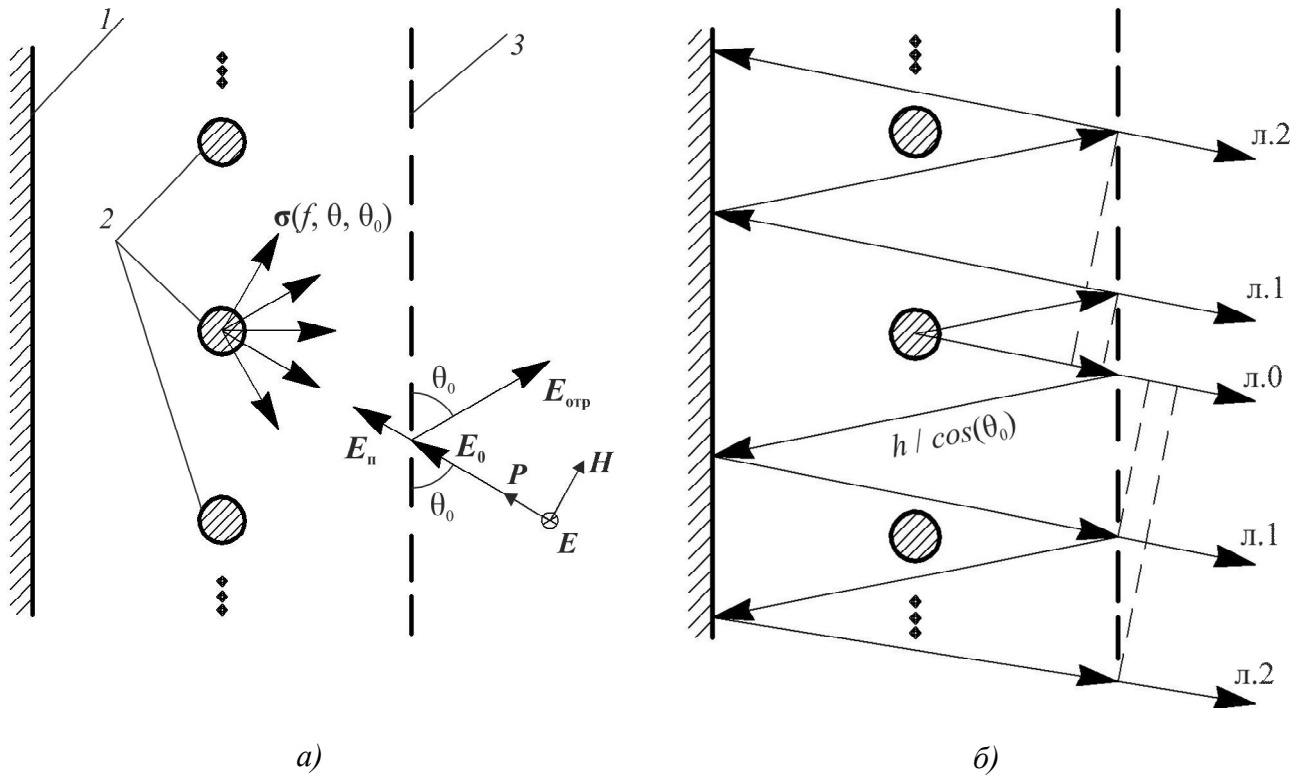 1
3
2
σ(f, θ, θ₀)
θ₀
Eотр
Eп
E₀
P
H
θ₀
E
а)
л.2
л.1
л.0
h / cos(θ₀)
л.1
л.2
б)